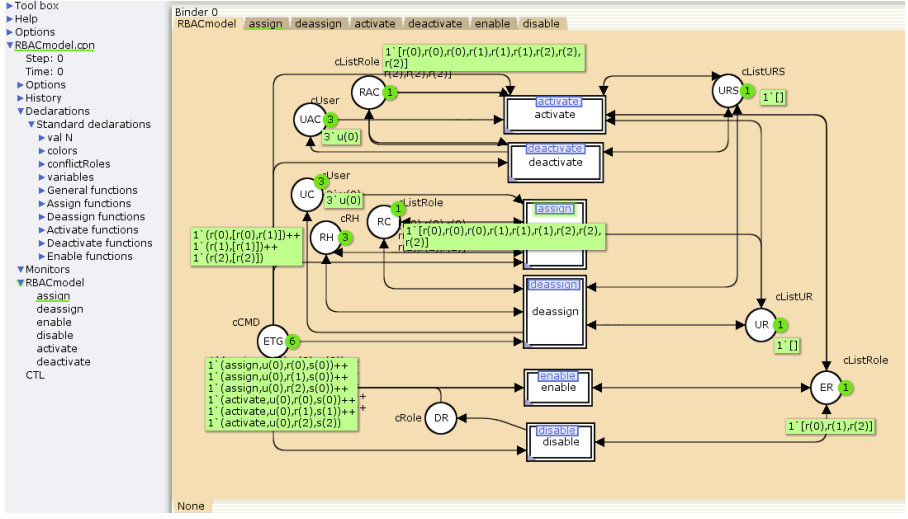 Tool box
Help
Options
RBACmodel.cpn
Step: 0
Time: 0
Options
History
Declarations
Standard declarations
val N
colors
conflictRoles
variables
General functions
Assign functions
Deassign functions
Activate functions
Deactivate functions
Enable functions
Monitors
RBACmodel
assign
deassign
enable
disable
activate
deactivate
CTL
Binder 0
RBACmodel assign deassign activate deactivate enable disable
1`[r(0),r(0),r(0),r(1),r(1),r(1),r(2),r(2),
r(2)]
cListRole
RAC
1
cListURS
URS
1
1`[]
cUser
UAC
3
3`u(0)
activate
activate
deactivate
deactivate
cUser
UC
3
3`u(0)
cListRole
RC
1
1`[r(0),r(0),r(0),r(1),r(1),r(1),r(2),r(2),
r(2)]
assign
cRH
RH
3
1`(r(0),[r(0),r(1)])++
1`(r(1),[r(1)])++
1`(r(2),[r(2)])
deassign
deassign
cListUR
UR
1
1`[]
cCMD
ETG
6
1`(assign,u(0),r(0),s(0))++
1`(assign,u(0),r(1),s(0))++
1`(assign,u(0),r(2),s(0))++
1`(activate,u(0),r(0),s(0))++
1`(activate,u(0),r(1),s(1))++
1`(activate,u(0),r(2),s(2))
enable
enable
cListRole
ER
1
1`[r(0),r(1),r(2)]
cRole
DR
disable
disable
None